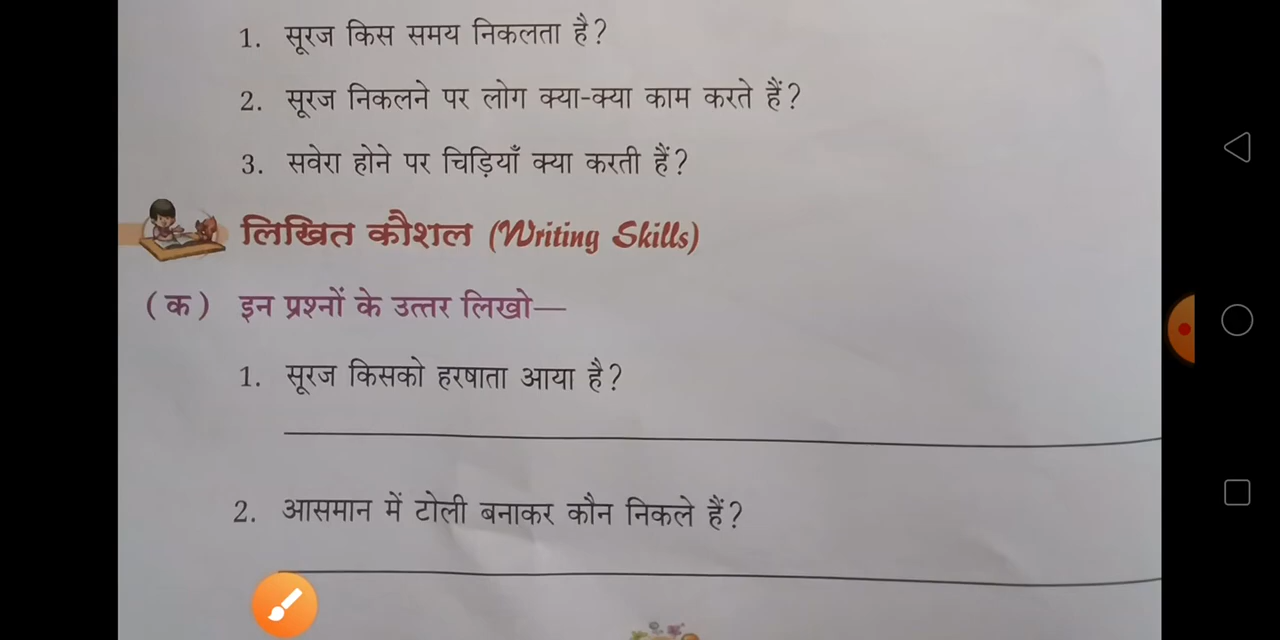 1. सूरज किस समय निकलता है?
2. सूरज निकलने पर लोग क्या-क्या काम करते हैं?
3. सवेरा होने पर चिड़ियाँ क्या करती हैं?
लिखित कौशल (Writing Skills)
(क) इन प्रश्नों के उत्तर लिखो—
1. सूरज किसको हरषाता आया है?
2. आसमान में टोली बनाकर कौन निकले हैं?